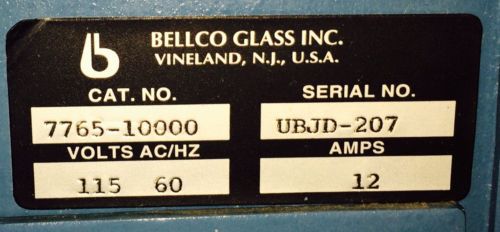 BELLCO GLASS INC.
VINELAND, N.J., U.S.A.
CAT. NO. SERIAL NO.
7765-10000 UBJD-207
VOLTS AC/HZ AMPS
115 60 12